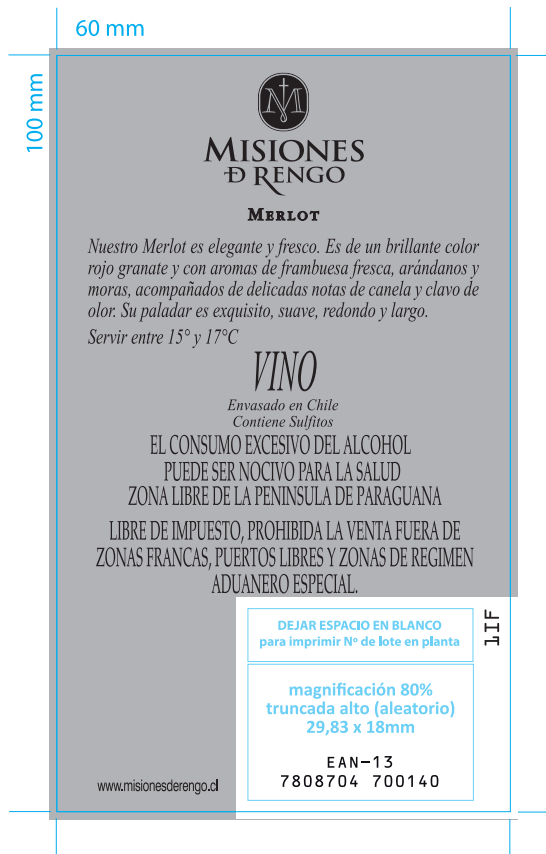 60 mm
100 mm
M
MISIONES
D RENGO
MERLOT
Nuestro Merlot es elegante y fresco. Es de un brillante color
rojo granate y con aromas de frambuesa fresca, arándanos y
moras, acompañados de delicadas notas de canela y clavo de
olor. Su paladar es exquisito, suave, redondo y largo.
Servir entre 15° y 17°C
VINO
Envasado en Chile
Contiene Sulfitos
EL CONSUMO EXCESIVO DEL ALCOHOL
PUEDE SER NOCIVO PARA LA SALUD
ZONA LIBRE DE LA PENINSULA DE PARAGUANA
LIBRE DE IMPUESTO, PROHIBIDA LA VENTA FUERA DE
ZONAS FRANCAS, PUERTOS LIBRES Y ZONAS DE REGIMEN
ADUANERO ESPECIAL.
DEJAR ESPACIO EN BLANCO
para imprimir Nº de lote en planta
LIF
magnificación 80%
truncada alto (aleatorio)
29,83 x 18mm
EAN-13
7808704 700140
www.misionesderengo.cl